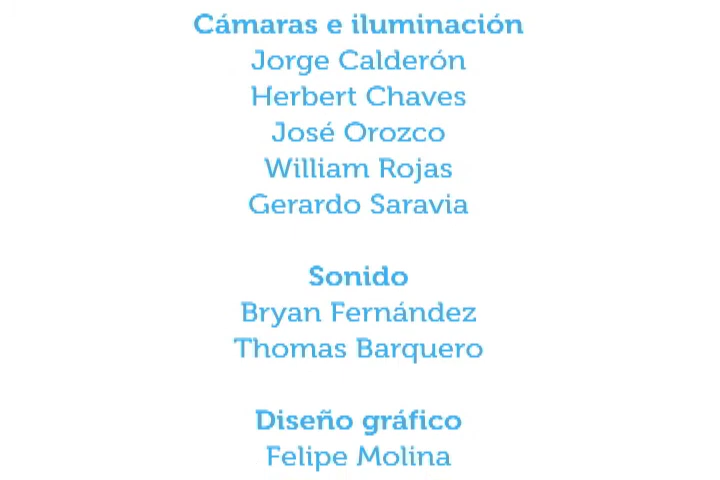 Cámaras e iluminación
Jorge Calderón
Herbert Chaves
José Orozco
William Rojas
Gerardo Saravia
Sonido
Bryan Fernández
Thomas Barquero
Diseño gráfico
Felipe Molina